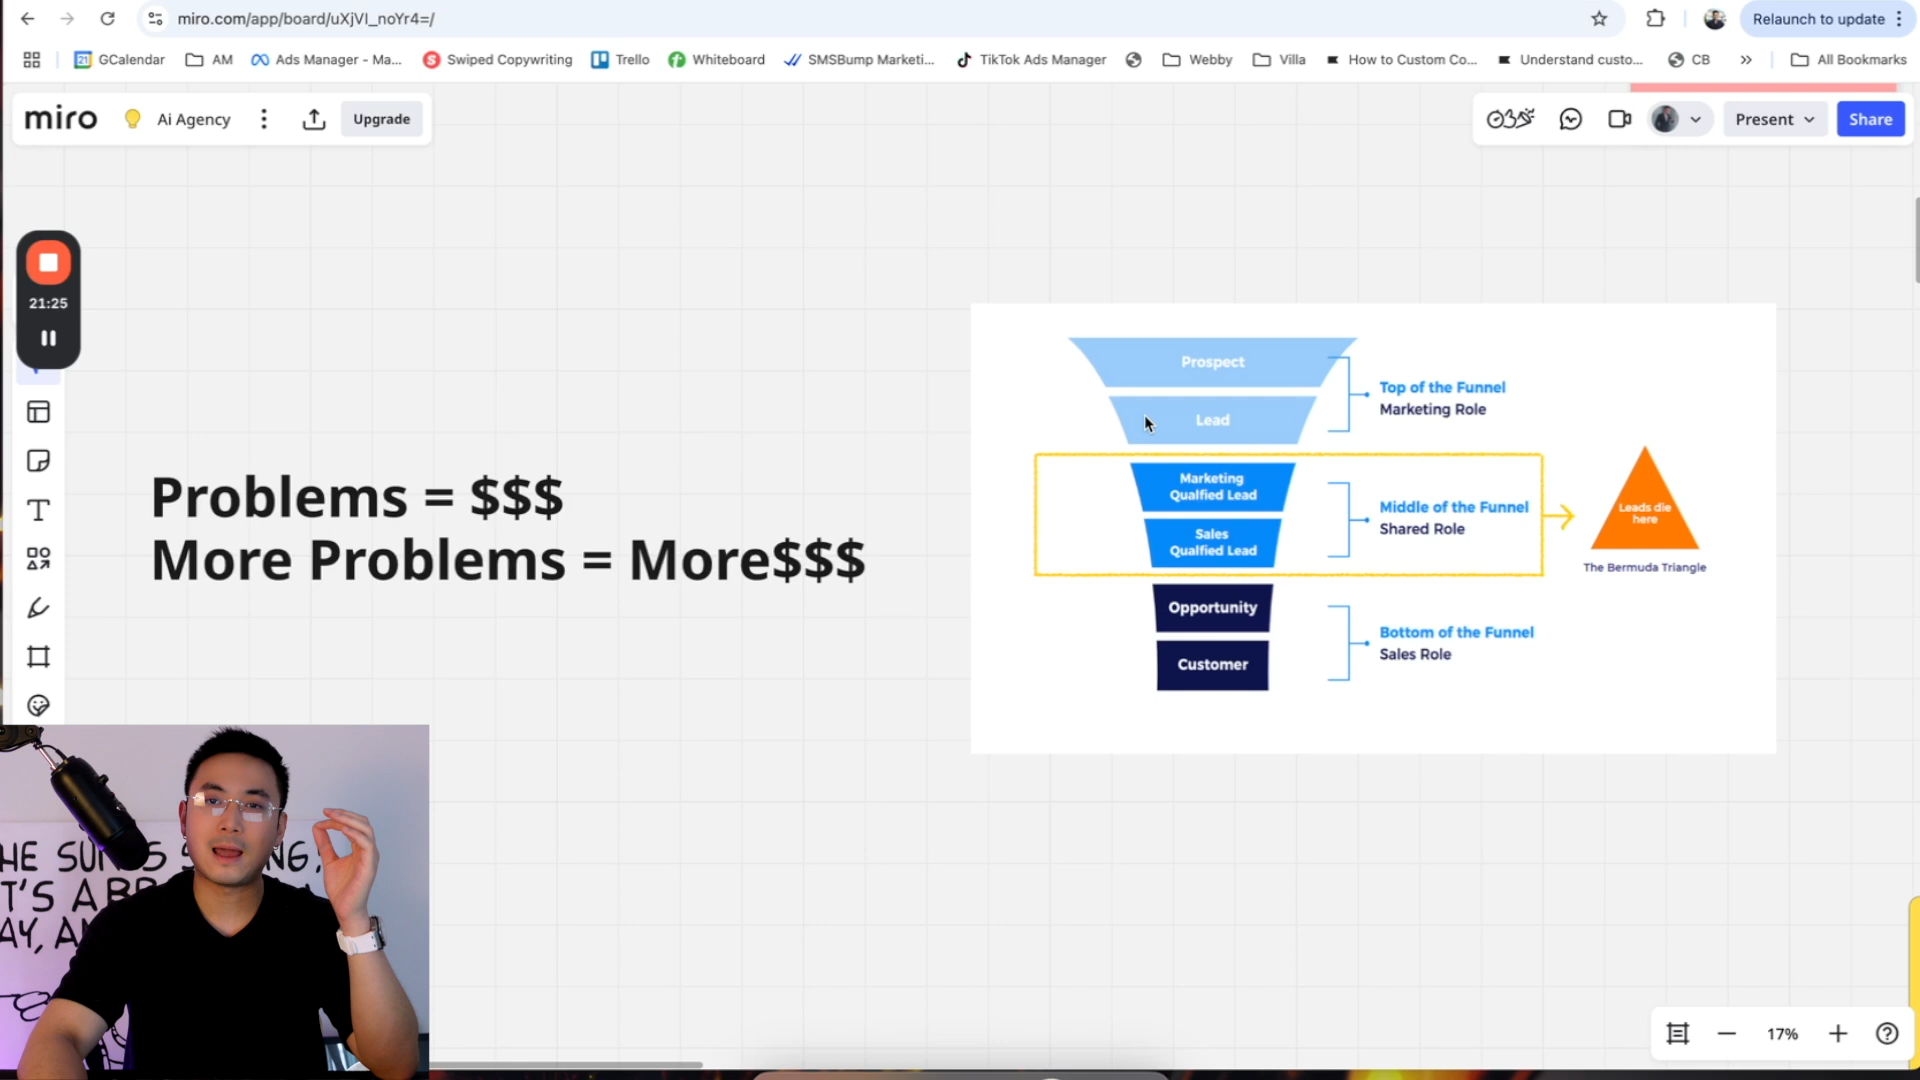 miro.com/app/board/uXjVI_noYr4=/
Relaunch to update
GCalendar
AM
Ads Manager - Ma...
Swiped Copywriting
Trello
Whiteboard
SMSBump Marketi...
TikTok Ads Manager
Webby
Villa
How to Custom Co...
Understand custo...
CB
All Bookmarks
miro
Ai Agency
Upgrade
Present
Share
21:25
Problems = $$$
More Problems = More$$$
Prospect
Lead
Marketing
Qualfied Lead
Sales
Qualfied Lead
Opportunity
Customer
Top of the Funnel
Marketing Role
Middle of the Funnel
Shared Role
Bottom of the Funnel
Sales Role
Leads die
here
The Bermuda Triangle
17%